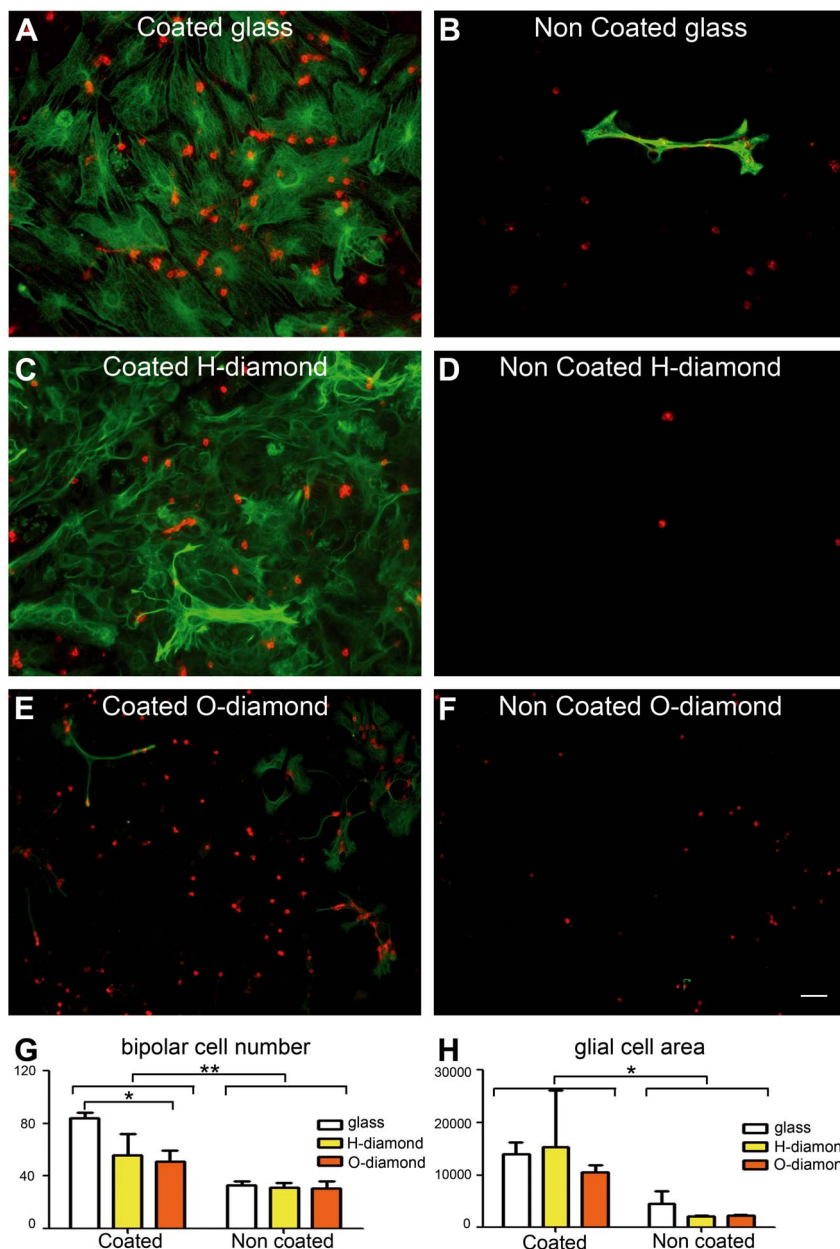 A Coated glass
B Non Coated glass
C Coated H-diamond
D Non Coated H-diamond
E Coated O-diamond
F Non Coated O-diamond
G bipolar cell number
120
80
40
0
**
*
glass
H-diamond
O-diamond
Coated Non coated
H glial cell area
30000
20000
10000
0
*
glass
H-diamond
O-diamond
Coated Non coated